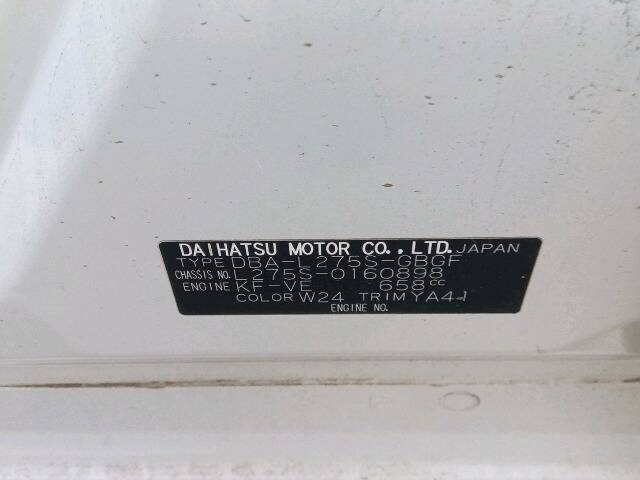 DAIHATSU MOTOR CO., LTD. JAPAN
TYPE DBA-L275S-GBGF
CHASSIS NO. L275S-0160898
ENGINE KF-VE 658cc
COLOR W24 TRIM YA41
ENGINE NO.